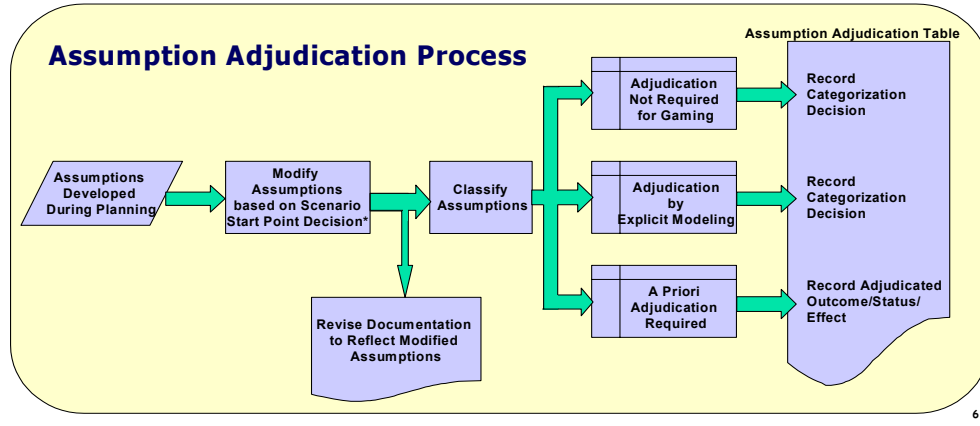 Assumption Adjudication Process
Assumption Adjudication Table
Assumptions
Developed
During Planning
Modify
Assumptions
based on Scenario
Start Point Decision*
Revise Documentation
to Reflect Modified
Assumptions
Classify
Assumptions
Adjudication
Not Required
for Gaming
Record
Categorization
Decision
Adjudication
by
Explicit Modeling
Record
Categorization
Decision
A Priori
Adjudication
Required
Record Adjudicated
Outcome/Status/
Effect
6